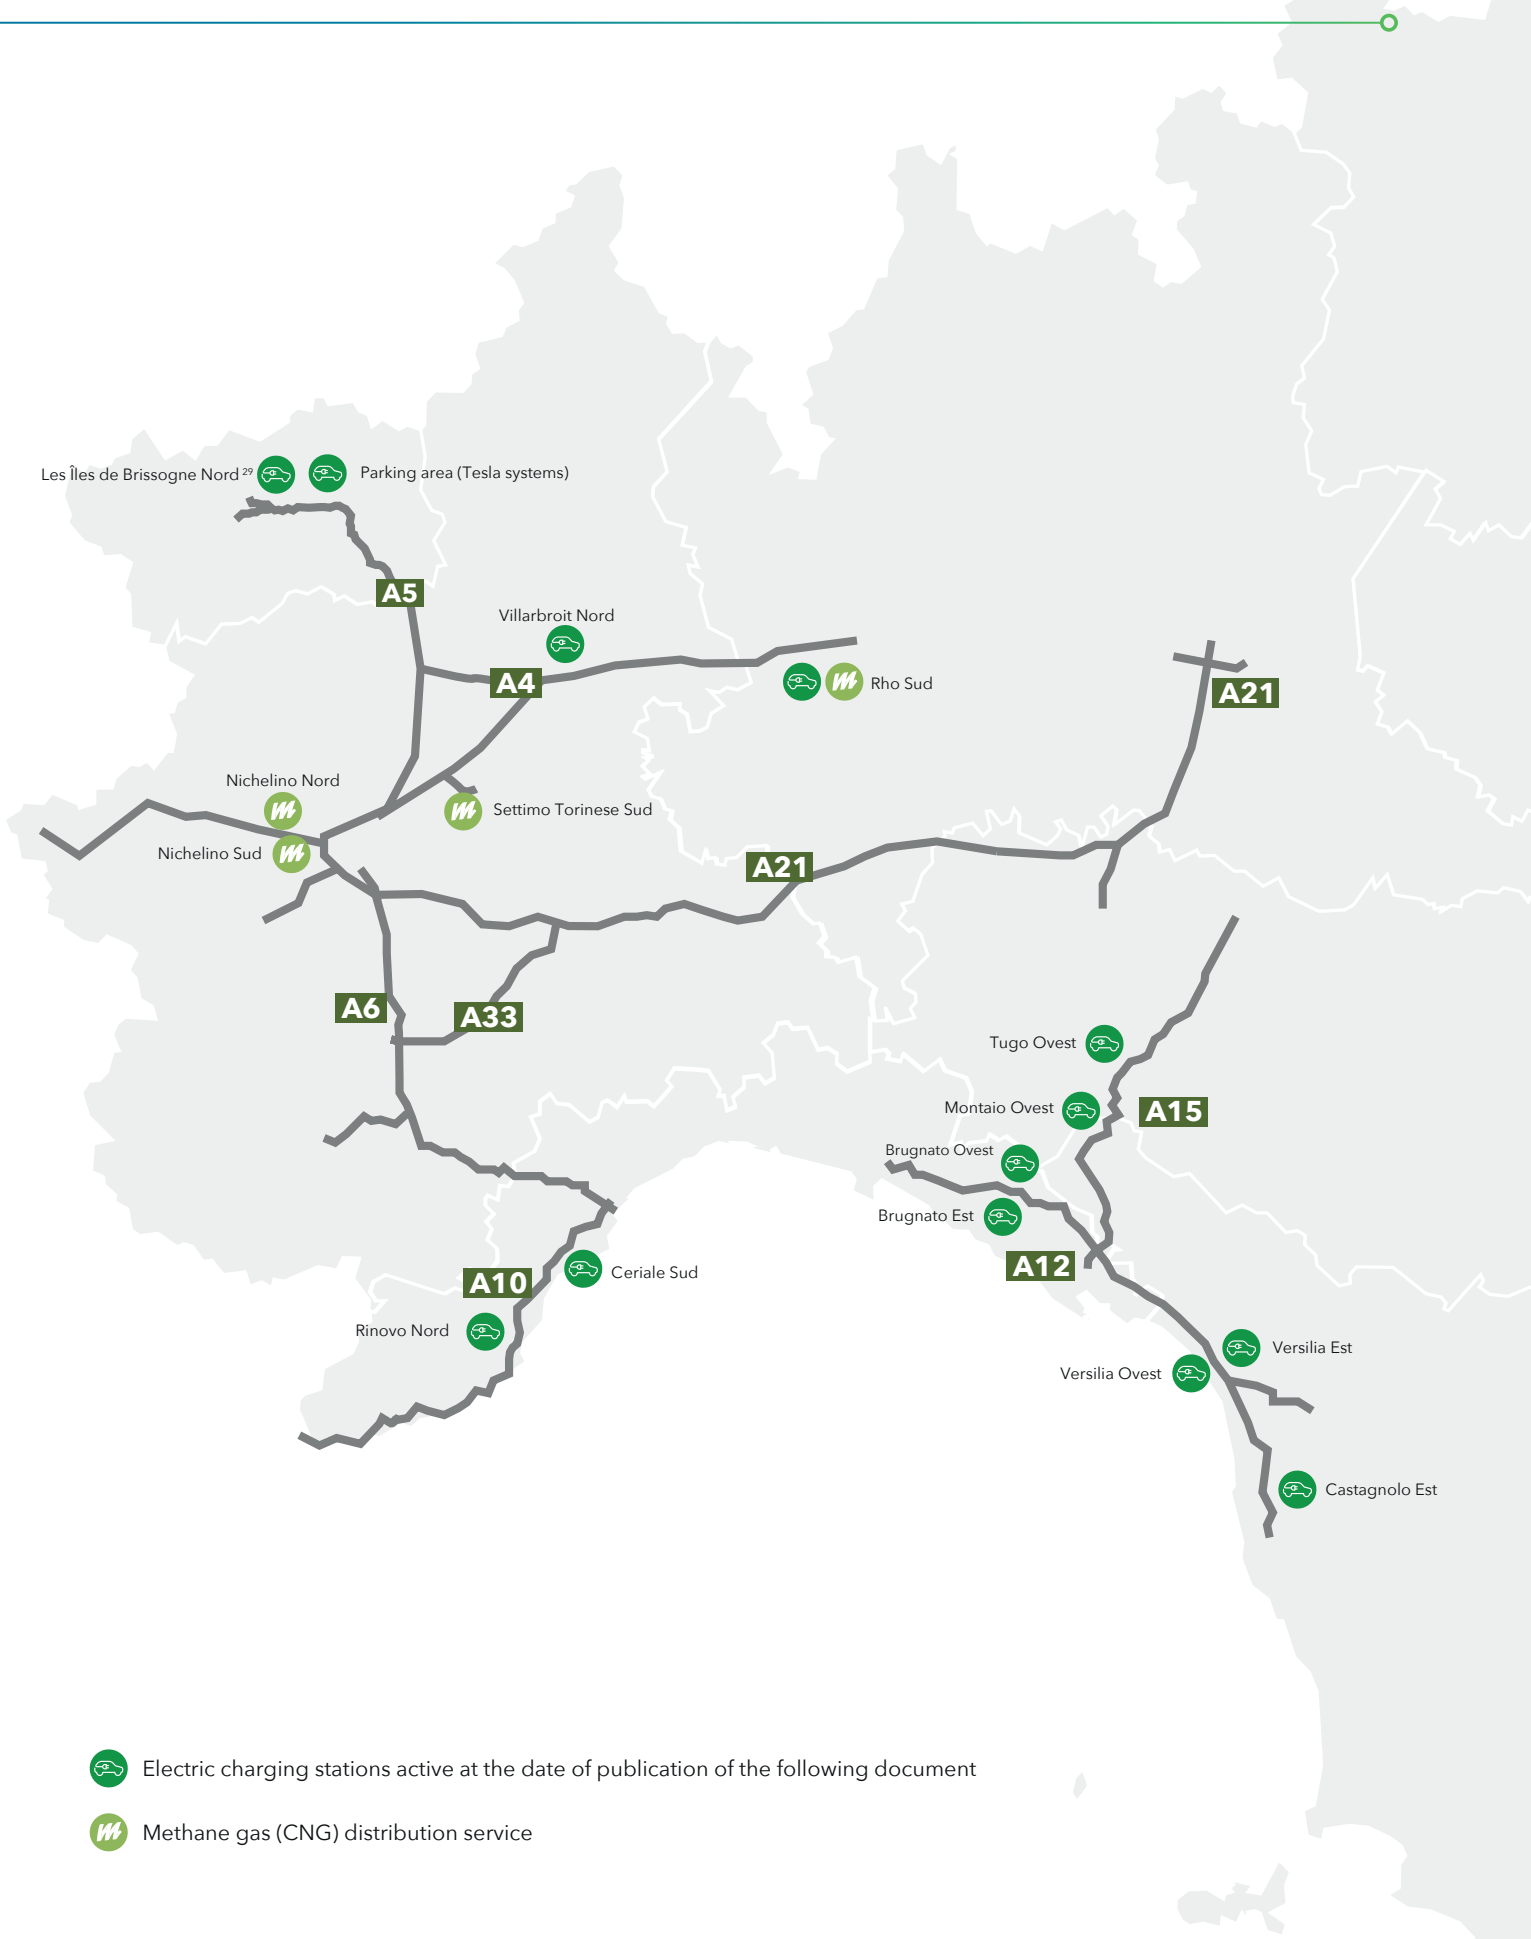 Les Îles de Brissogne Nord 29
Parking area (Tesla systems)
A5
Villarbroit Nord
A4
Rho Sud
A21
Nichelino Nord
Settimo Torinese Sud
Nichelino Sud
A21
A6
A33
Tugo Ovest
Montaio Ovest
A15
Brugnato Ovest
Brugnato Est
A12
Ceriale Sud
A10
Rinovo Nord
Versilia Est
Versilia Ovest
Castagnolo Est
Electric charging stations active at the date of publication of the following document
Methane gas (CNG) distribution service